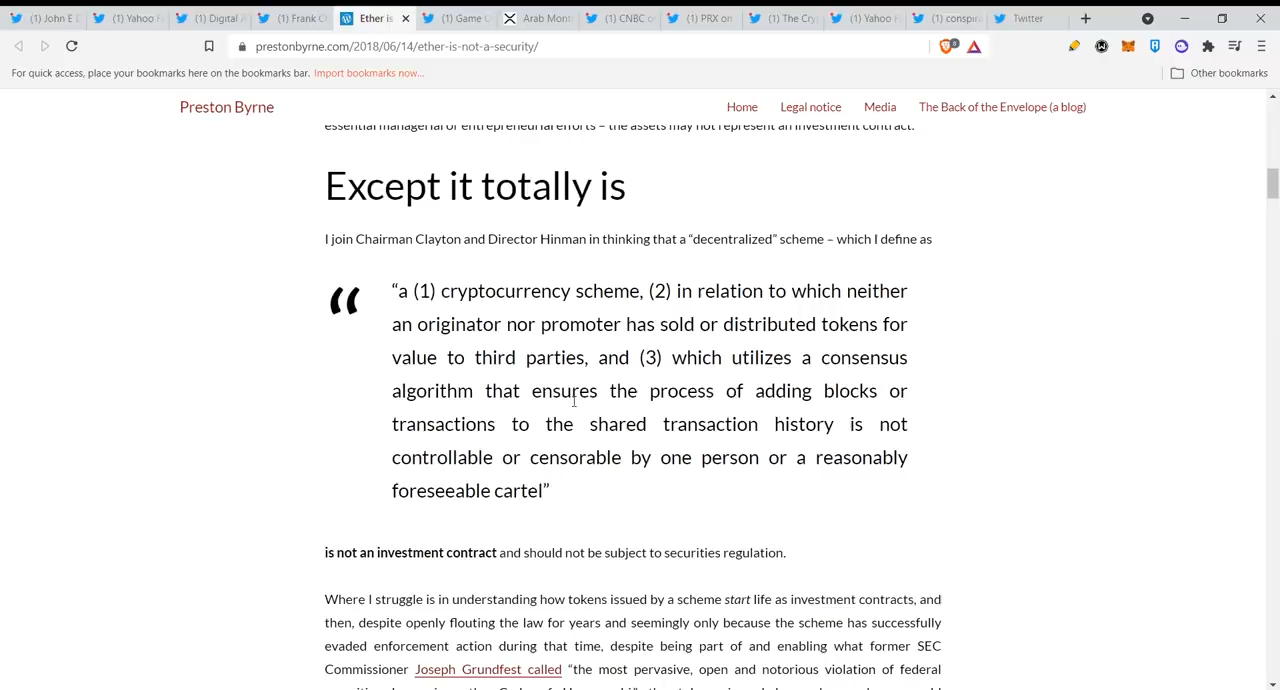 (1) John E D
(1) Yahoo F
(1) Digital A
(1) Frank C
Ether is
(1) Game
Arab Mont
(1) CNBC o
(1) PRX on
(1) The Cry
(1) Yahoo F
(1) conspira
Twitter
prestonbyrne.com/2018/06/14/ether-is-not-a-security/
For quick access, place your bookmarks here on the bookmarks bar. Import bookmarks now...
Other bookmarks
Preston Byrne
Home
Legal notice
Media
The Back of the Envelope (a blog)
essential managerial or entrepreneurial efforts – the assets may not represent an investment contract.
Except it totally is
I join Chairman Clayton and Director Hinman in thinking that a “decentralized” scheme – which I define as
“
“a (1) cryptocurrency scheme, (2) in relation to which neither
an originator nor promoter has sold or distributed tokens for
value to third parties, and (3) which utilizes a consensus
algorithm that ensures the process of adding blocks or
transactions to the shared transaction history is not
controllable or censorable by one person or a reasonably
foreseeable cartel”
is not an investment contract and should not be subject to securities regulation.
Where I struggle is in understanding how tokens issued by a scheme start life as investment contracts, and
then, despite openly flouting the law for years and seemingly only because the scheme has successfully
evaded enforcement action during that time, despite being part of and enabling what former SEC
Commissioner Joseph Grundfest called “the most pervasive, open and notorious violation of federal